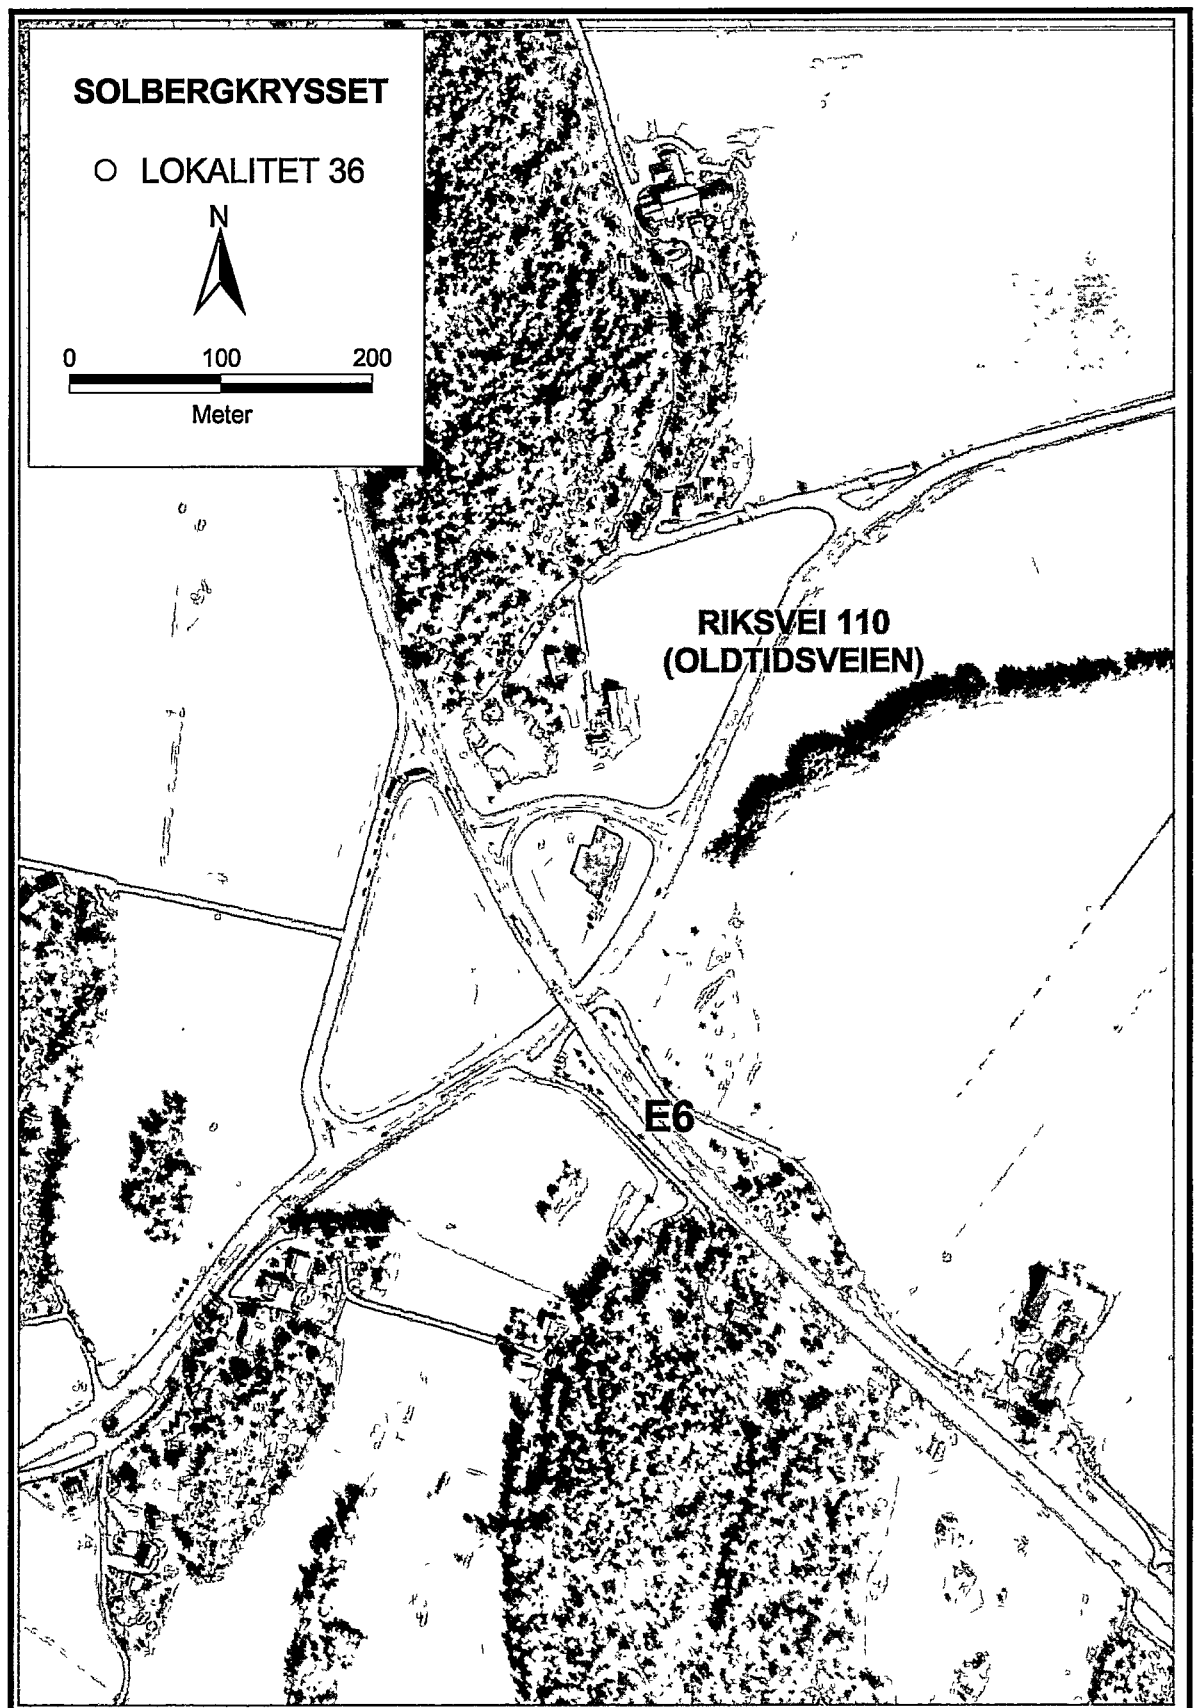 SOLBERGKRYSSET
LOKALITET 36
N
0 100 200
Meter
RIKSVEI 110
(OLDTIDSVEIEN)
E6